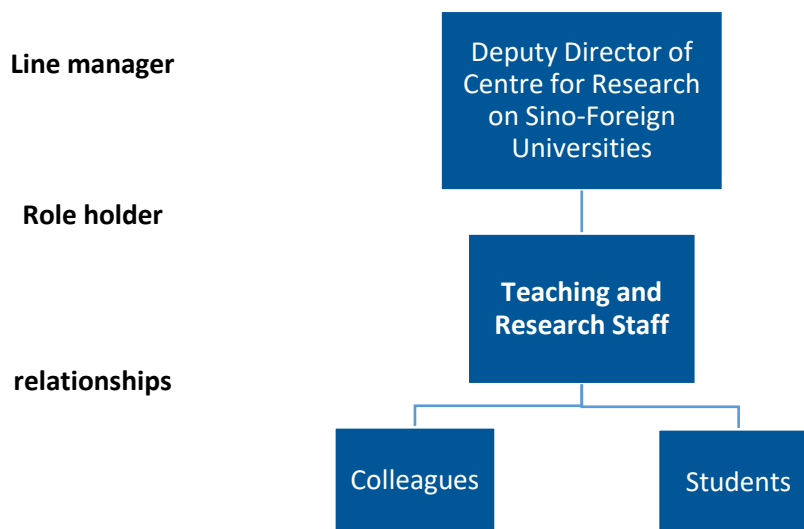 Line manager
Deputy Director of
Centre for Research
on Sino-Foreign
Universities
Role holder
Teaching and
Research Staff
relationships
Colleagues
Students